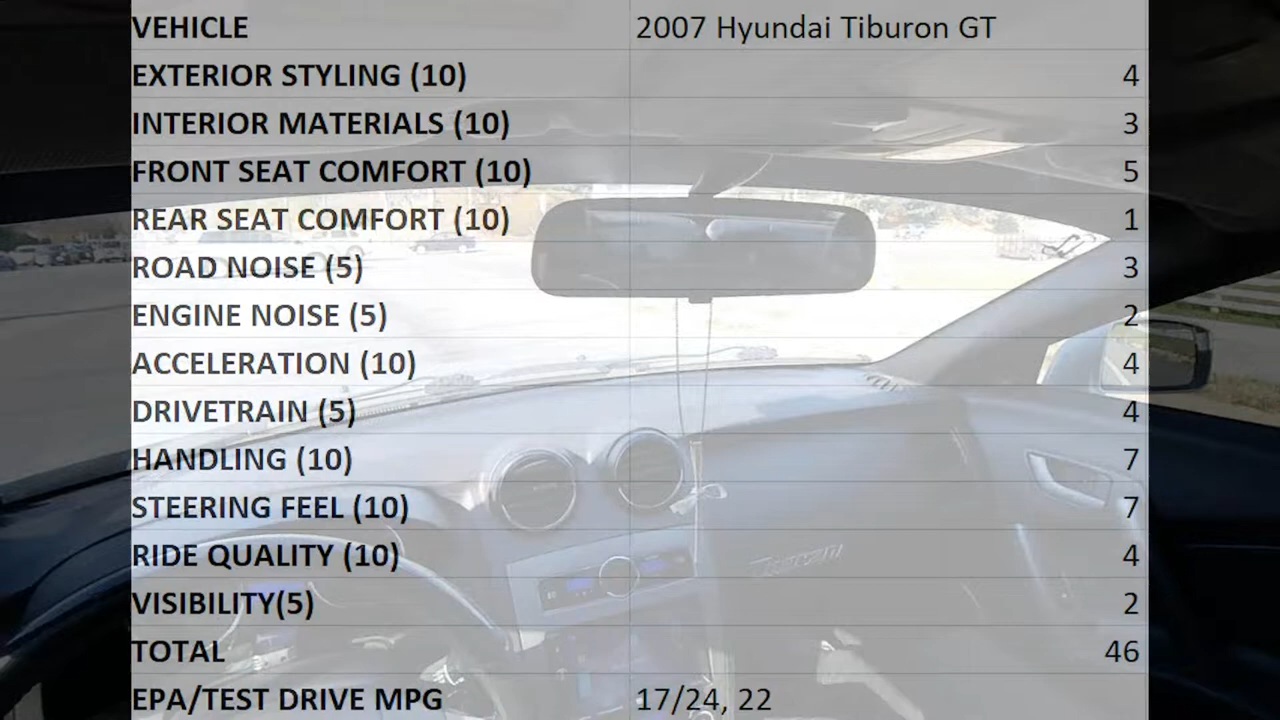 VEHICLE 2007 Hyundai Tiburon GT
EXTERIOR STYLING (10) 4
INTERIOR MATERIALS (10) 3
FRONT SEAT COMFORT (10) 5
REAR SEAT COMFORT (10) 1
ROAD NOISE (5) 3
ENGINE NOISE (5) 2
ACCELERATION (10) 4
DRIVETRAIN (5) 4
HANDLING (10) 7
STEERING FEEL (10) 7
RIDE QUALITY (10) 4
VISIBILITY(5) 2
TOTAL 46
EPA/TEST DRIVE MPG 17/24, 22